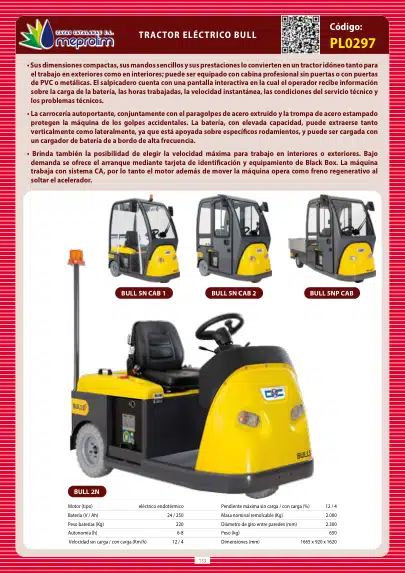 RUTAS CATALANAS S.L.
meprolim
TRACTOR ELÉCTRICO BULL
Código:
PL0297
• Sus dimensiones compactas, sus mandos sencillos y sus prestaciones lo convierten en un tractor idóneo tanto para
el trabajo en exteriores como en interiores; puede ser equipado con cabina profesional sin puertas o con puertas
de PVC o metálicas. El salpicadero cuenta con una pantalla interactiva en la cual el operador recibe información
sobre la carga de la batería, las horas trabajadas, la velocidad instantánea, las condiciones del servicio técnico y
los problemas técnicos.
• La carrocería autoportante, conjuntamente con el paragolpes de acero extruido y la trompa de acero estampado
protegen la máquina de los golpes accidentales. La batería, con elevada capacidad, puede extraerse tanto
verticalmente como lateralmente, ya que está apoyada sobre específicos rodamientos, y puede ser cargada con
un cargador de batería de a bordo de alta frecuencia.
• Brinda también la posibilidad de elegir la velocidad máxima para trabajo en interiores o exteriores. Bajo
demanda se ofrece el arranque mediante tarjeta de identificación y equipamiento de Black Box. La máquina
trabaja con sistema CA, por lo tanto el motor además de mover la máquina opera como freno regenerativo al
soltar el acelerador.
BULL 5N CAB 1
BULL 5N CAB 2
BULL 5NP CAB
BULL
BULL
BULL 2N
Motor (tipo) eléctrico endotérmico
Batería (V / Ah) 24 / 250
Peso baterías (Kg) 220
Autonomía (h) 6-8
Velocidad sin carga / con carga (Km/h) 12 / 4
Pendiente máxima sin carga / con carga (%) 12 / 4
Masa nominal remolcable (Kg) 2.000
Diámetro de giro entre paredes (mm) 2.300
Peso (Kg) 650
Dimensiones (mm) 1665 x 920 x 1620
113